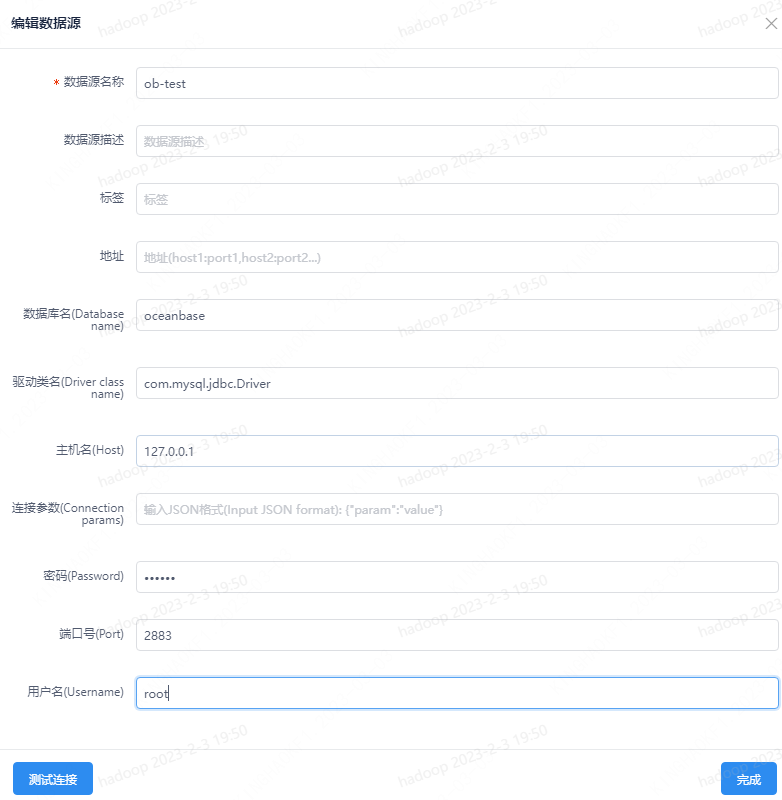 编辑数据源
* 数据源名称 ob-test
数据源描述 数据源描述
标签 标签
地址 地址(host1:port1,host2:port2...)
数据库名(Database
name) oceanbase
驱动类名(Driver class
name) com.mysql.jdbc.Driver
主机名(Host) 127.0.0.1
连接参数(Connection
params) 输入JSON格式(Input JSON format): {"param":"value"}
密码(Password) ••••••
端口号(Port) 2883
用户名(Username) root
测试连接 完成
hadoop 2023-2-3 19:50